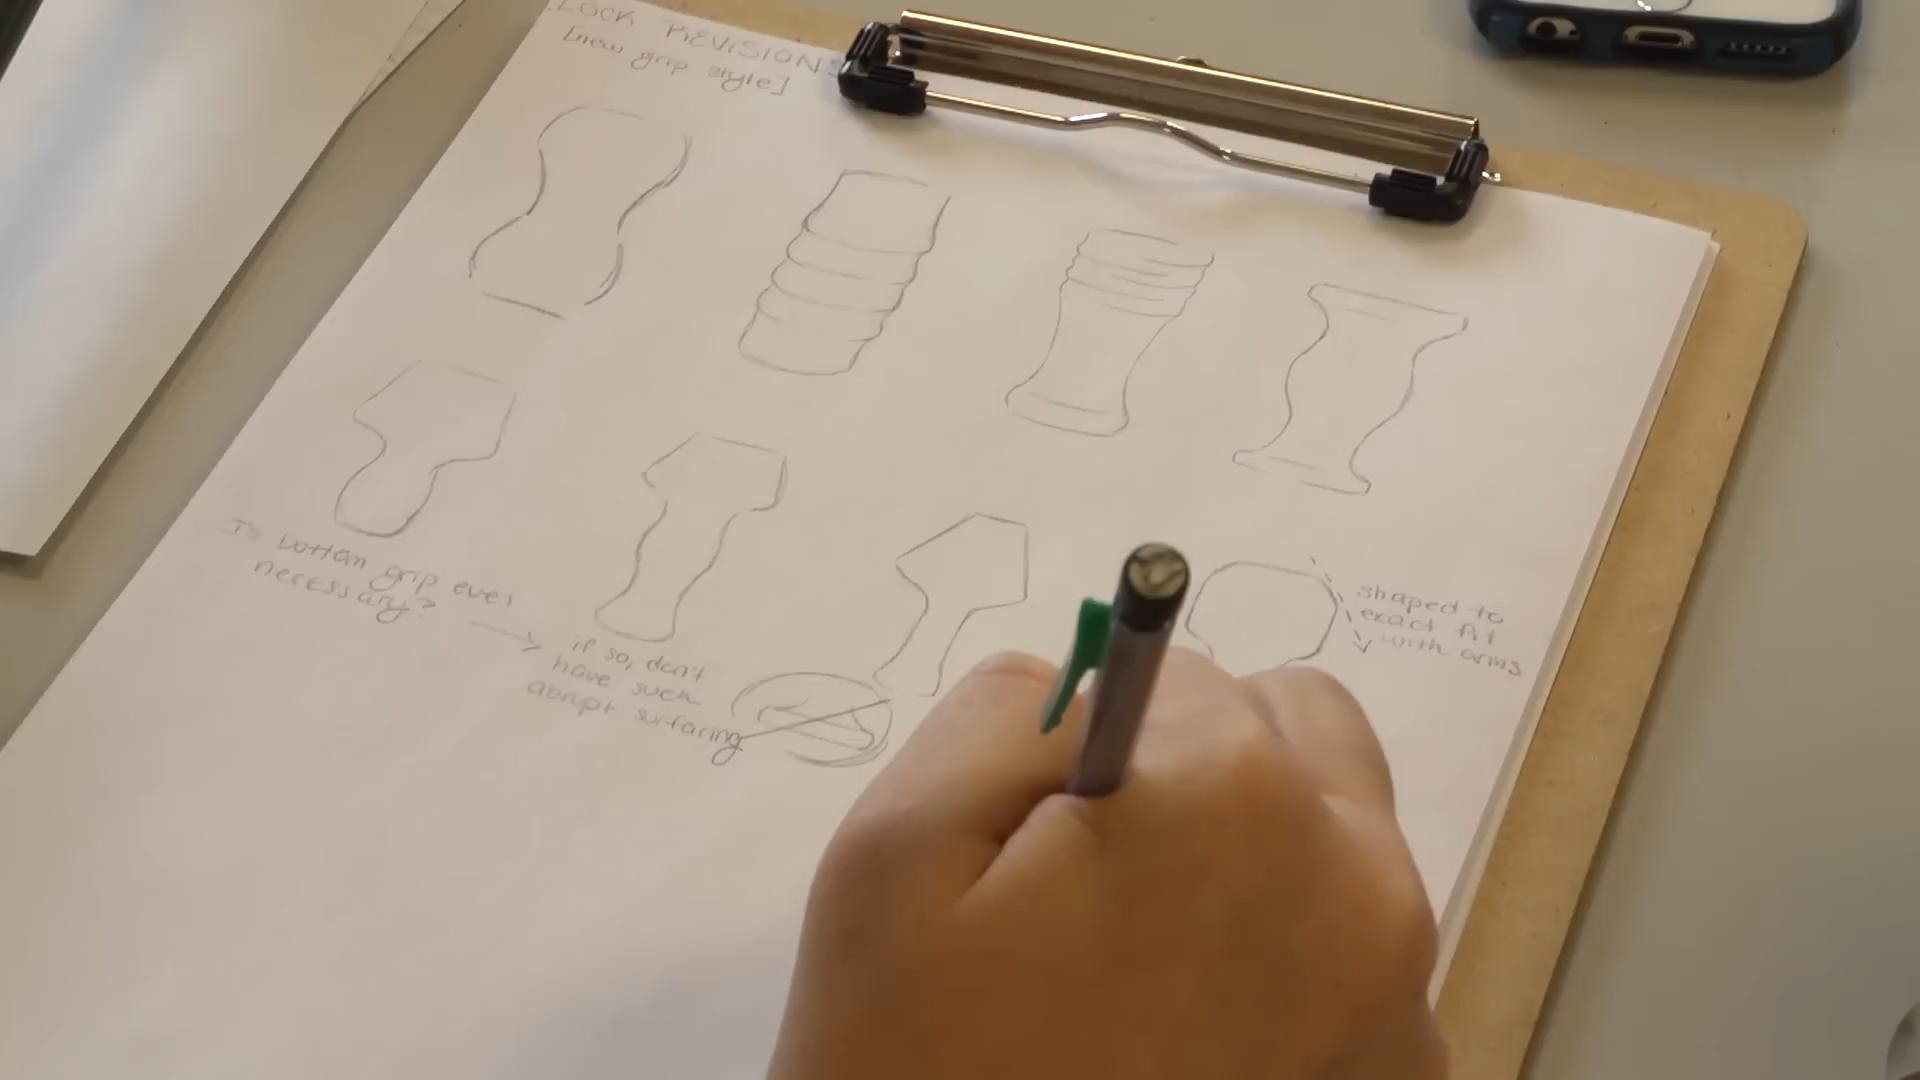 LOCK REVISIONS
[new grip style]
Is bottom grip even
necessary?
if so, don't
have such
abrupt surfacing
shaped to
exact fit
with arms